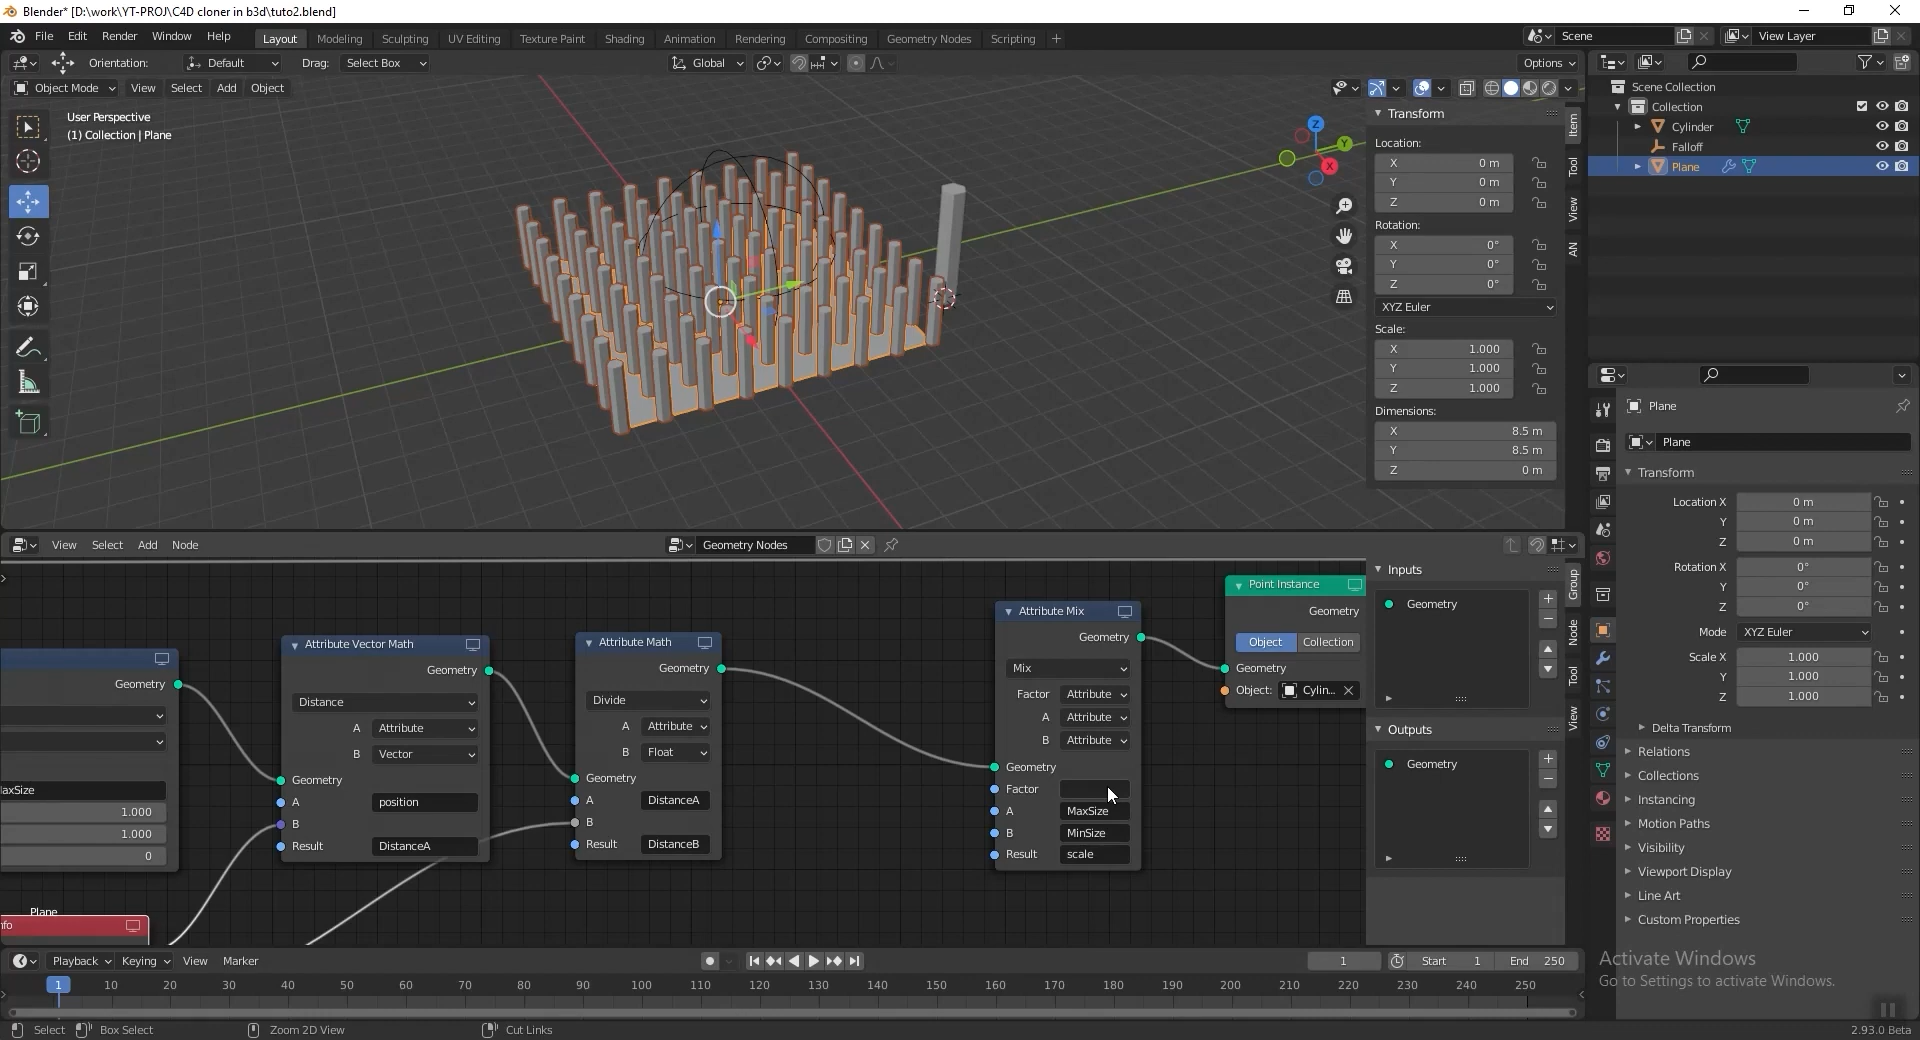 Blender* [D:\work\YT-PROJ\C4D cloner in b3d\tuto2.blend]
File Edit Render Window Help Layout Modeling Sculpting UV Editing Texture Paint Shading Animation Rendering Compositing Geometry Nodes Scripting + Scene View Layer
Orientation: Default Drag: Select Box Global Options
Object Mode View Select Add Object
User Perspective
(1) Collection | Plane
Z
Y
X
Transform
Location:
X 0 m
Y 0 m
Z 0 m
Rotation:
X 0°
Y 0°
Z 0°
XYZ Euler
Scale:
X 1.000
Y 1.000
Z 1.000
Dimensions:
X 8.5 m
Y 8.5 m
Z 0 m
Item
Tool
View
AN
Scene Collection
Collection
Cylinder
Falloff
Plane
Plane
Plane
Transform
Location X 0 m
Y 0 m
Z 0 m
Rotation X 0°
Y 0°
Z 0°
Mode XYZ Euler
Scale X 1.000
Y 1.000
Z 1.000
Delta Transform
Relations
Collections
Instancing
Motion Paths
Visibility
Viewport Display
Line Art
Custom Properties
View Select Add Node Geometry Nodes
Geometry
axSize
1.000
1.000
0
Plane
nfo
Attribute Vector Math
Geometry
Distance
A Attribute
B Vector
Geometry
A position
B
Result DistanceA
Attribute Math
Geometry
Divide
A Attribute
B Float
Geometry
A DistanceA
B
Result DistanceB
Attribute Mix
Geometry
Mix
Factor Attribute
A Attribute
B Attribute
Geometry
Factor
A MaxSize
B MinSize
Result scale
Point Instance
Geometry
Object Collection
Geometry
Object: Cylin...
Inputs
Geometry
Outputs
Geometry
Group
Node
Tool
View
Playback Keying View Marker 1 Start 1 End 250
1 10 20 30 40 50 60 70 80 90 100 110 120 130 140 150 160 170 180 190 200 210 220 230 240 250
Select Box Select Zoom 2D View Cut Links 2.93.0 Beta
Activate Windows
Go to Settings to activate Windows.